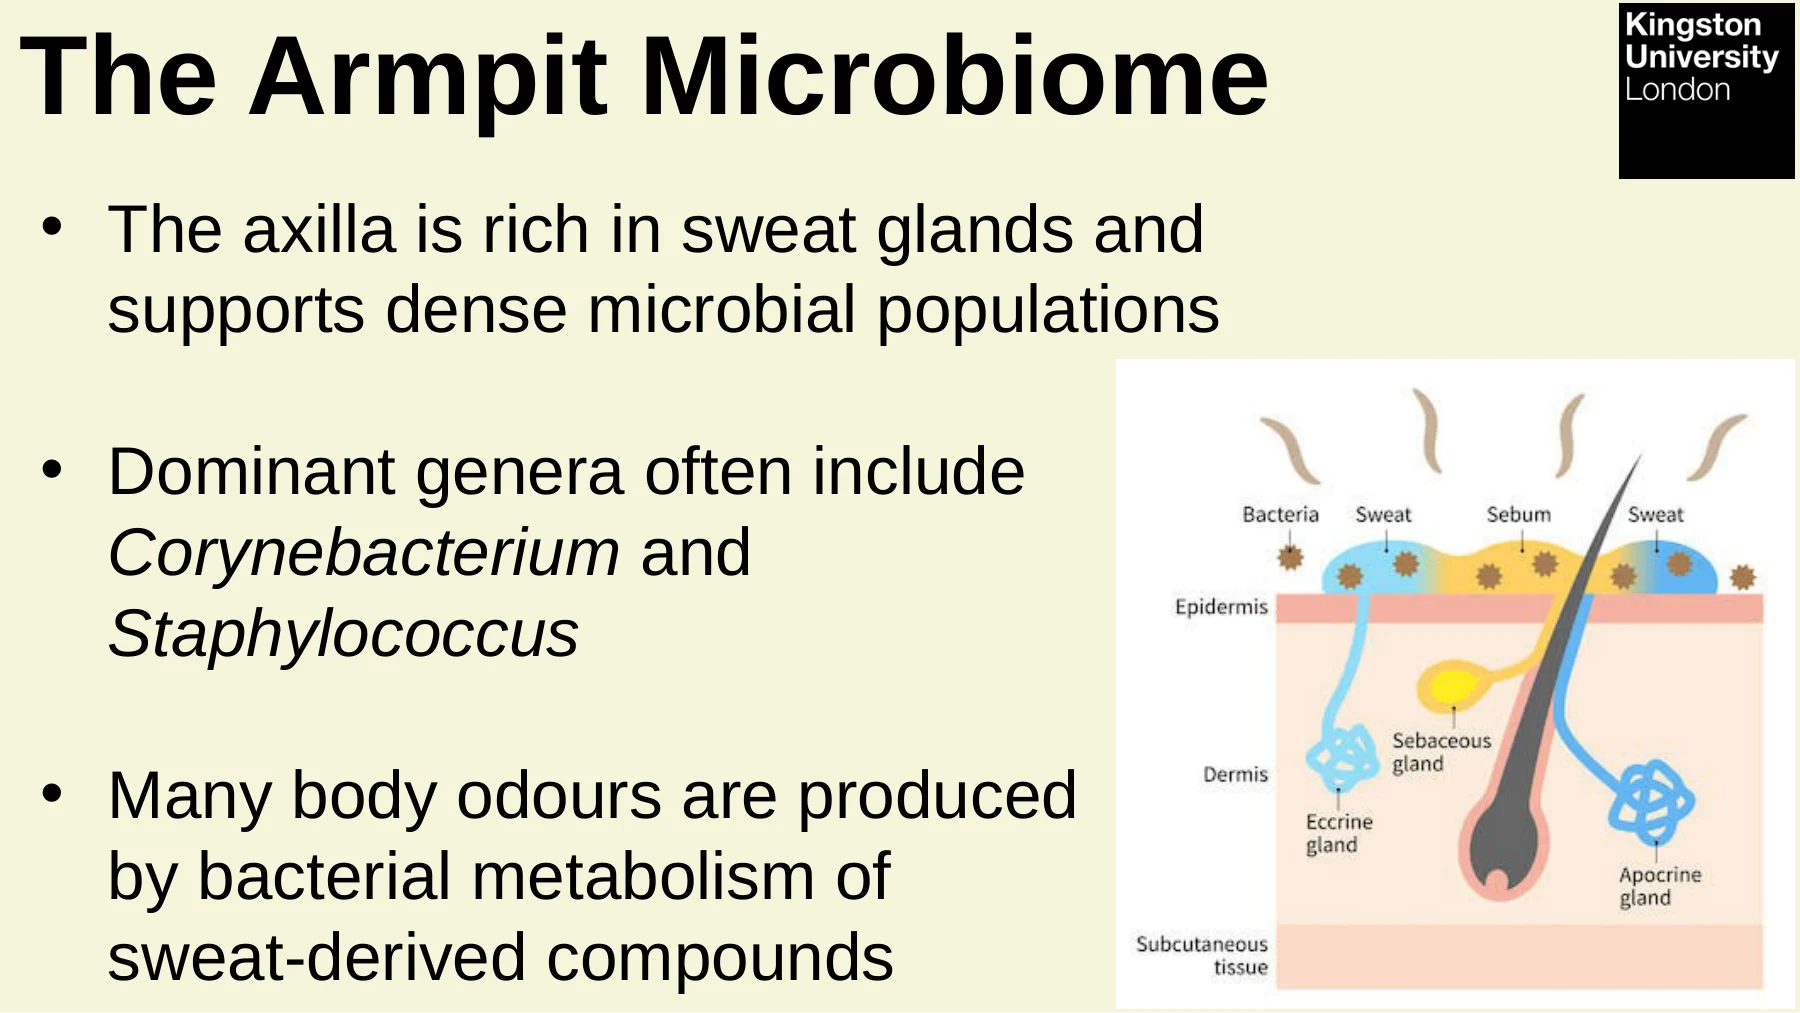 The Armpit Microbiome
Kingston
University
London
• The axilla is rich in sweat glands and
supports dense microbial populations
• Dominant genera often include
Corynebacterium and
Staphylococcus
• Many body odours are produced
by bacterial metabolism of
sweat-derived compounds
Bacteria Sweat Sebum Sweat
Epidermis
Sebaceous
gland
Dermis
Eccrine
gland
Apocrine
gland
Subcutaneous
tissue